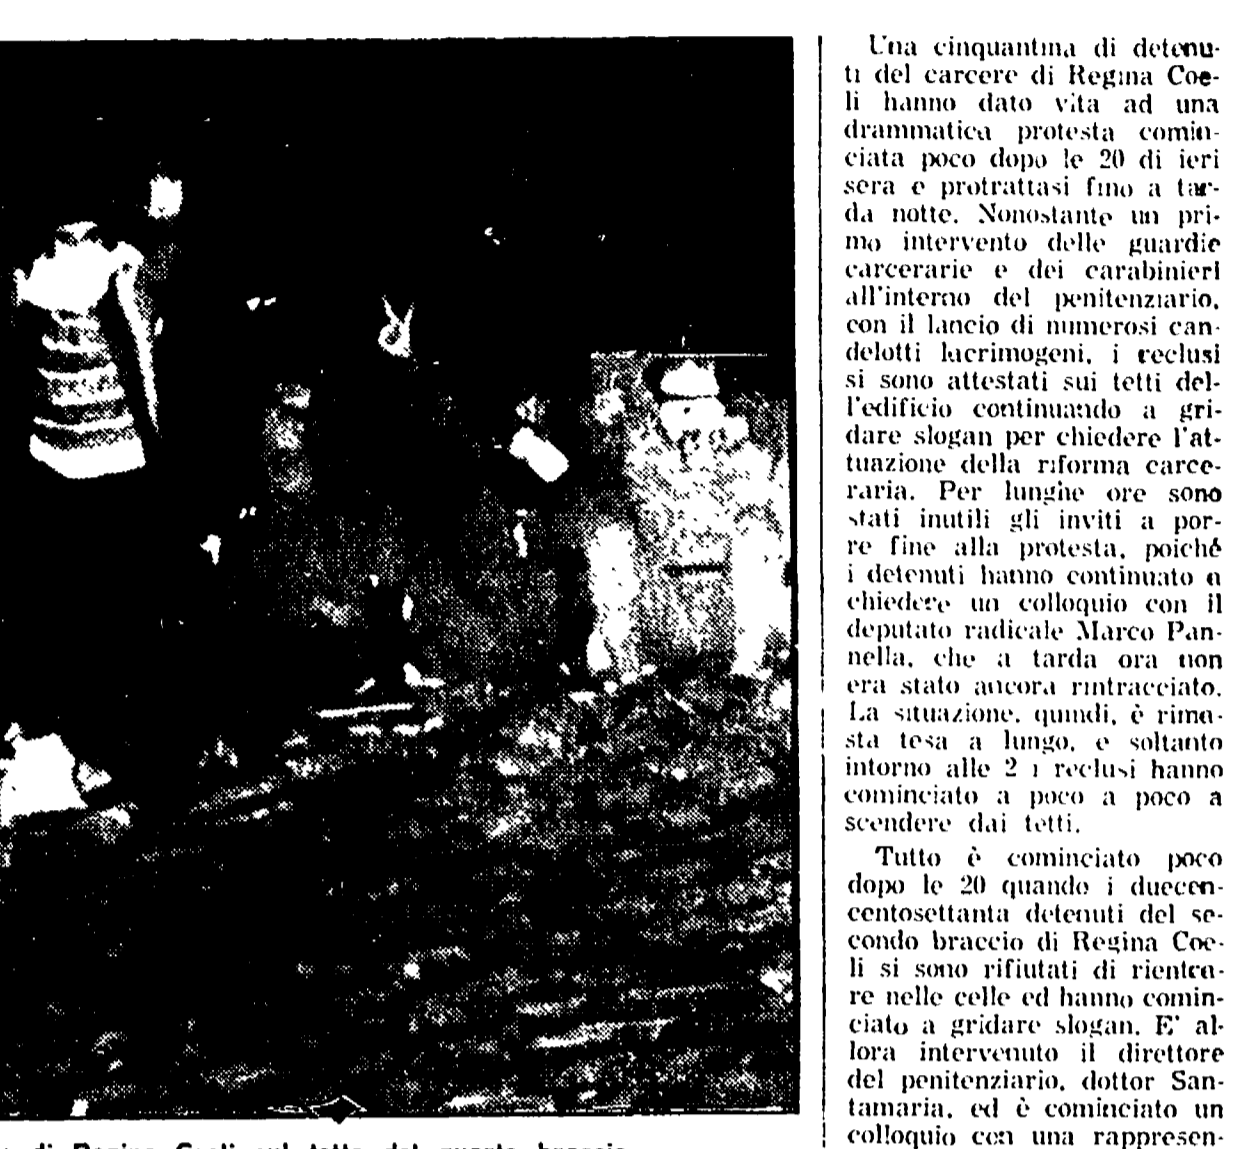 Una cinquantina di detenu-
ti del carcere di Regina Coe-
li hanno dato vita ad una
drammatica protesta comin-
ciata poco dopo le 20 di ieri
sera e protrattasi fino a tar-
da notte. Nonostante un pri-
mo intervento delle guardie
carcerarie e dei carabinieri
all'interno del penitenziario,
con il lancio di numerosi can-
delotti lacrimogeni, i reclusi
si sono attestati sui tetti del-
l'edificio continuando a gri-
dare slogan per chiedere l'at-
tuazione della riforma carce-
raria. Per lunghe ore sono
stati inutili gli inviti a por-
re fine alla protesta, poiché
i detenuti hanno continuato a
chiedere un colloquio con il
deputato radicale Marco Pan-
nella, che a tarda ora non
era stato ancora rintracciato.
La situazione, quindi, è rima-
sta tesa a lungo, e soltanto
intorno alle 2 i reclusi hanno
cominciato a poco a poco a
scendere dai tetti.
Tutto è cominciato poco
dopo le 20 quando i duecen-
centosettanta detenuti del se-
condo braccio di Regina Coe-
li si sono rifiutati di rientra-
re nelle celle ed hanno comin-
ciato a gridare slogan. E' al-
lora intervenuto il direttore
del penitenziario, dottor San-
tamaria, ed è cominciato un
colloquio con una rappresen-
di Regina Coeli sul tetto del quarto braccio